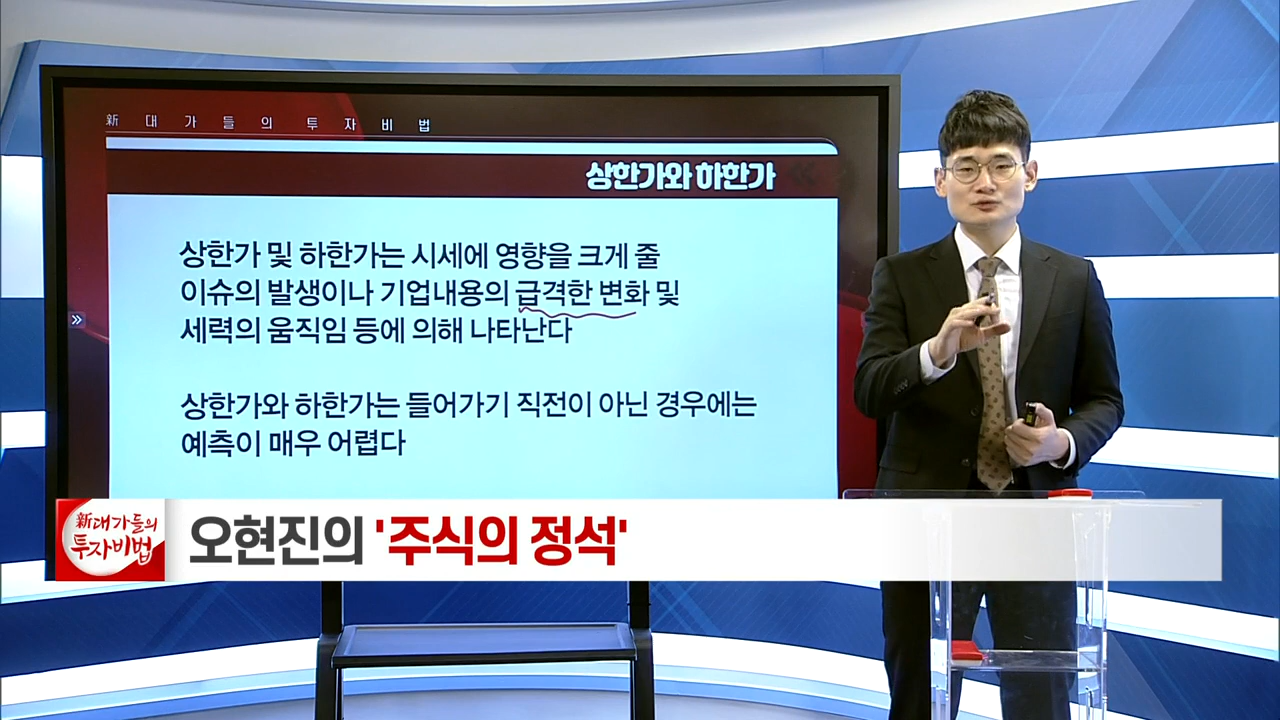 新 대 가 들 의 투 자 비 법
상한가와 하한가
상한가 및 하한가는 시세에 영향을 크게 줄
이슈의 발생이나 기업내용의 급격한 변화 및
세력의 움직임 등에 의해 나타난다
상한가와 하한가는 들어가기 직전이 아닌 경우에는
예측이 매우 어렵다
新대가들의
투자비법
오현진의 '주식의 정석'